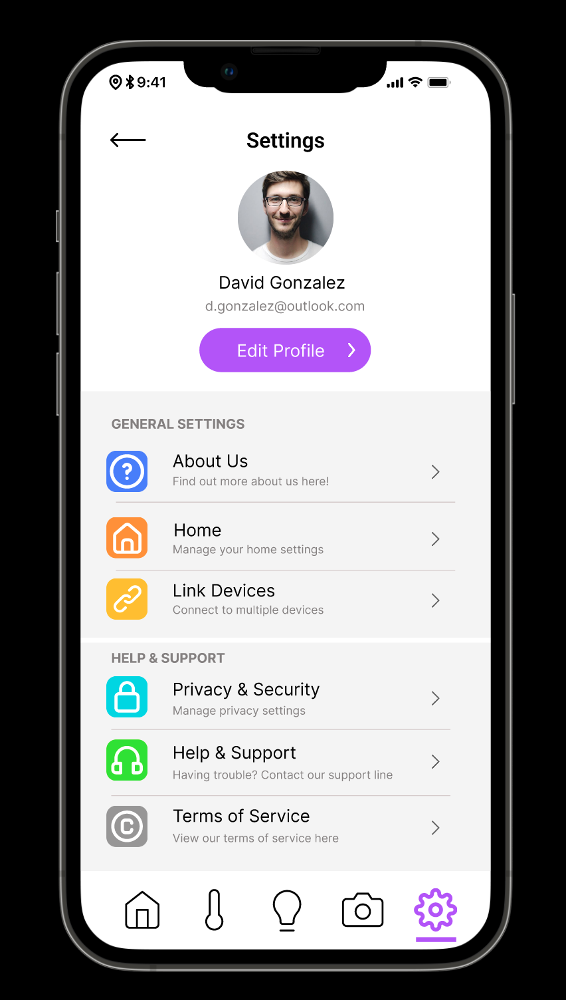 9:41
Settings
David Gonzalez
d.gonzalez@outlook.com
Edit Profile
GENERAL SETTINGS
About Us
Find out more about us here!
Home
Manage your home settings
Link Devices
Connect to multiple devices
HELP & SUPPORT
Privacy & Security
Manage privacy settings
Help & Support
Having trouble? Contact our support line
Terms of Service
View our terms of service here